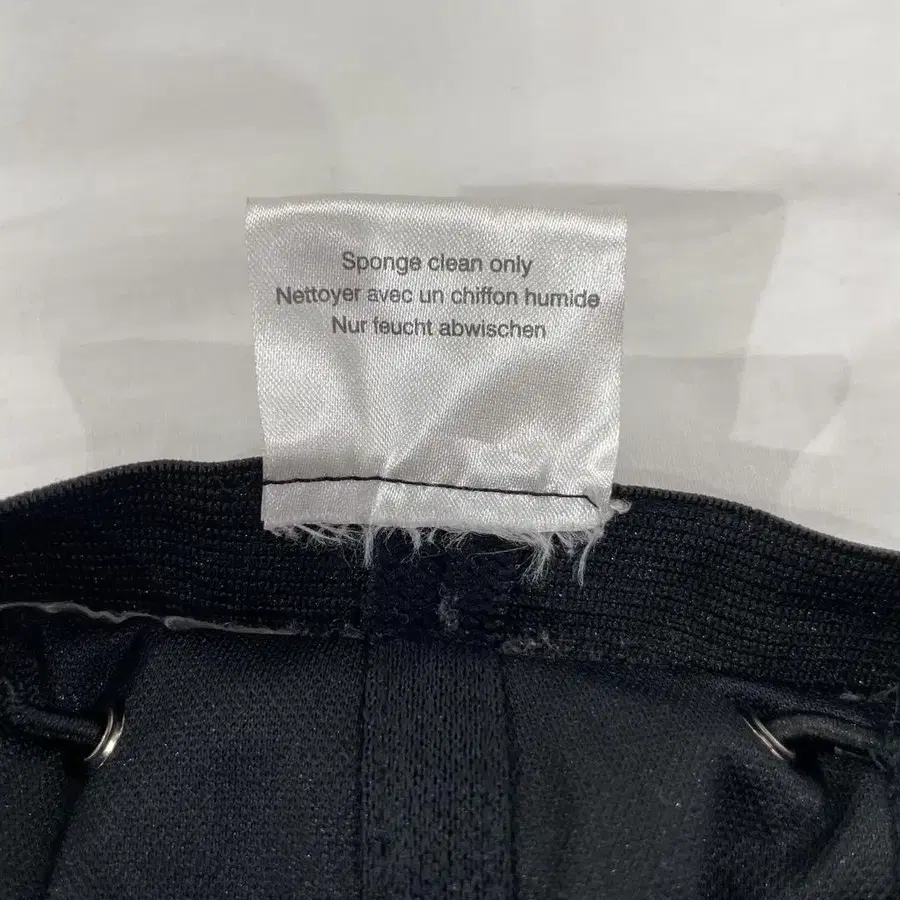 Sponge clean only
Nettoyer avec un chiffon humide
Nur feucht abwischen